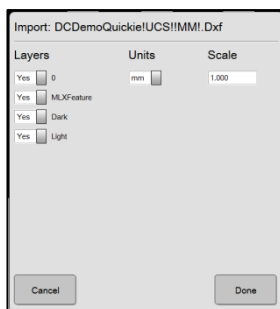 Import: DCDemoQuickie!UCS!!MM!.Dxf
Layers Units Scale
Yes 0 mm 1.000
Yes MLXFeature
Yes Dark
Yes Light
Cancel Done